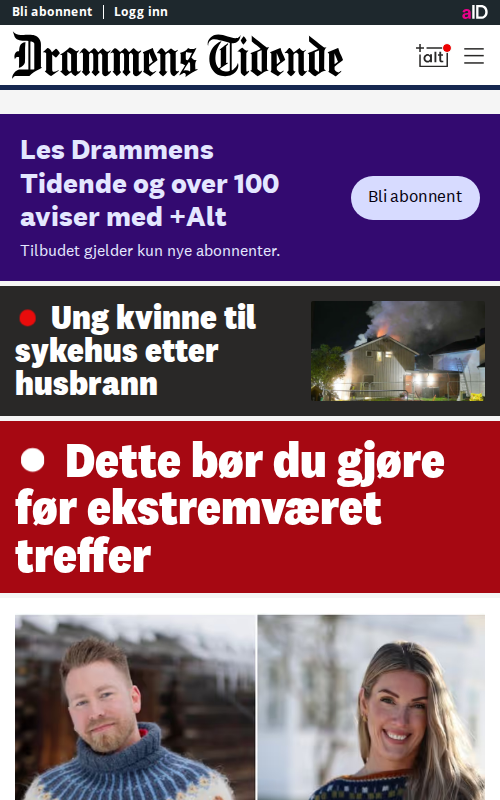 Bli abonnent | Logg inn
aID
Drammens Tidende
+alt
Les Drammens
Tidende og over 100
aviser med +Alt
Bli abonnent
Tilbudet gjelder kun nye abonnenter.
Ung kvinne til
sykehus etter
husbrann
Dette bør du gjøre
før ekstremværet
treffer